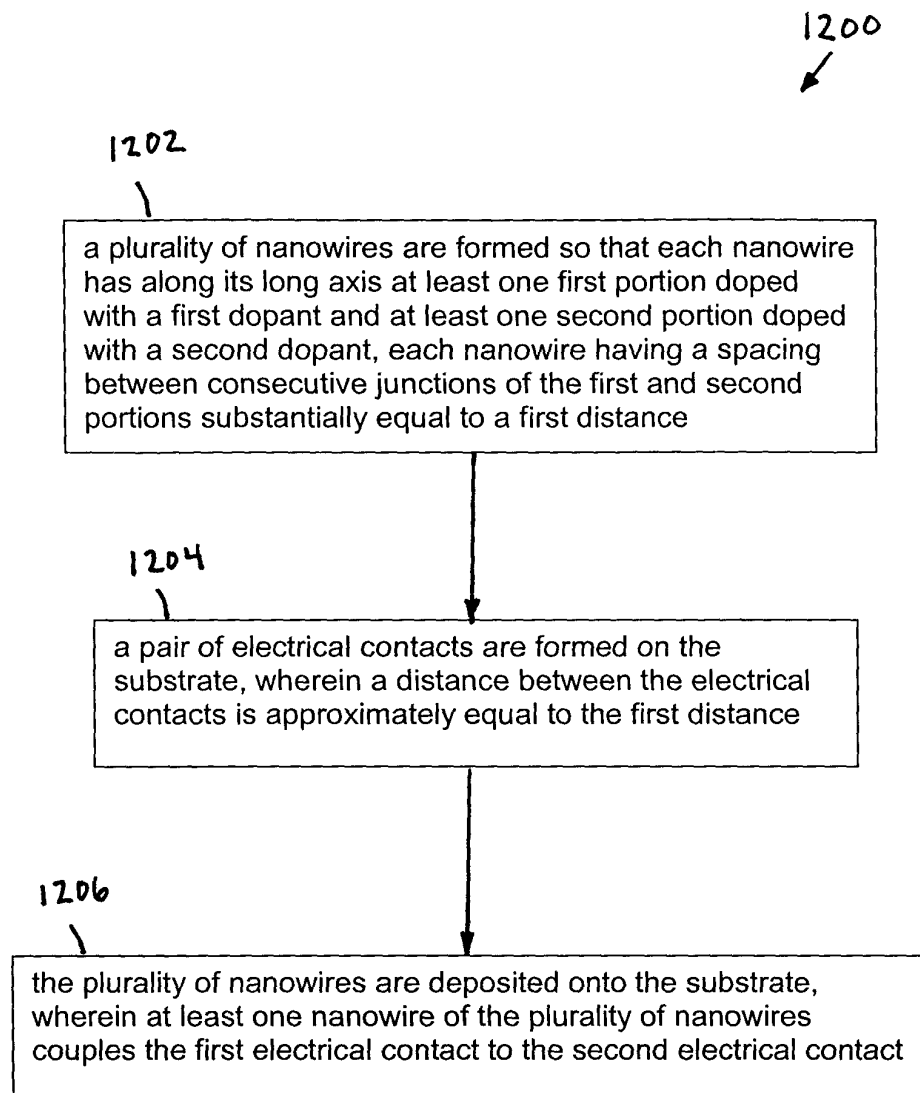 1200
1202
a plurality of nanowires are formed so that each nanowire
has along its long axis at least one first portion doped
with a first dopant and at least one second portion doped
with a second dopant, each nanowire having a spacing
between consecutive junctions of the first and second
portions substantially equal to a first distance
1204
a pair of electrical contacts are formed on the
substrate, wherein a distance between the electrical
contacts is approximately equal to the first distance
1206
the plurality of nanowires are deposited onto the substrate,
wherein at least one nanowire of the plurality of nanowires
couples the first electrical contact to the second electrical contact